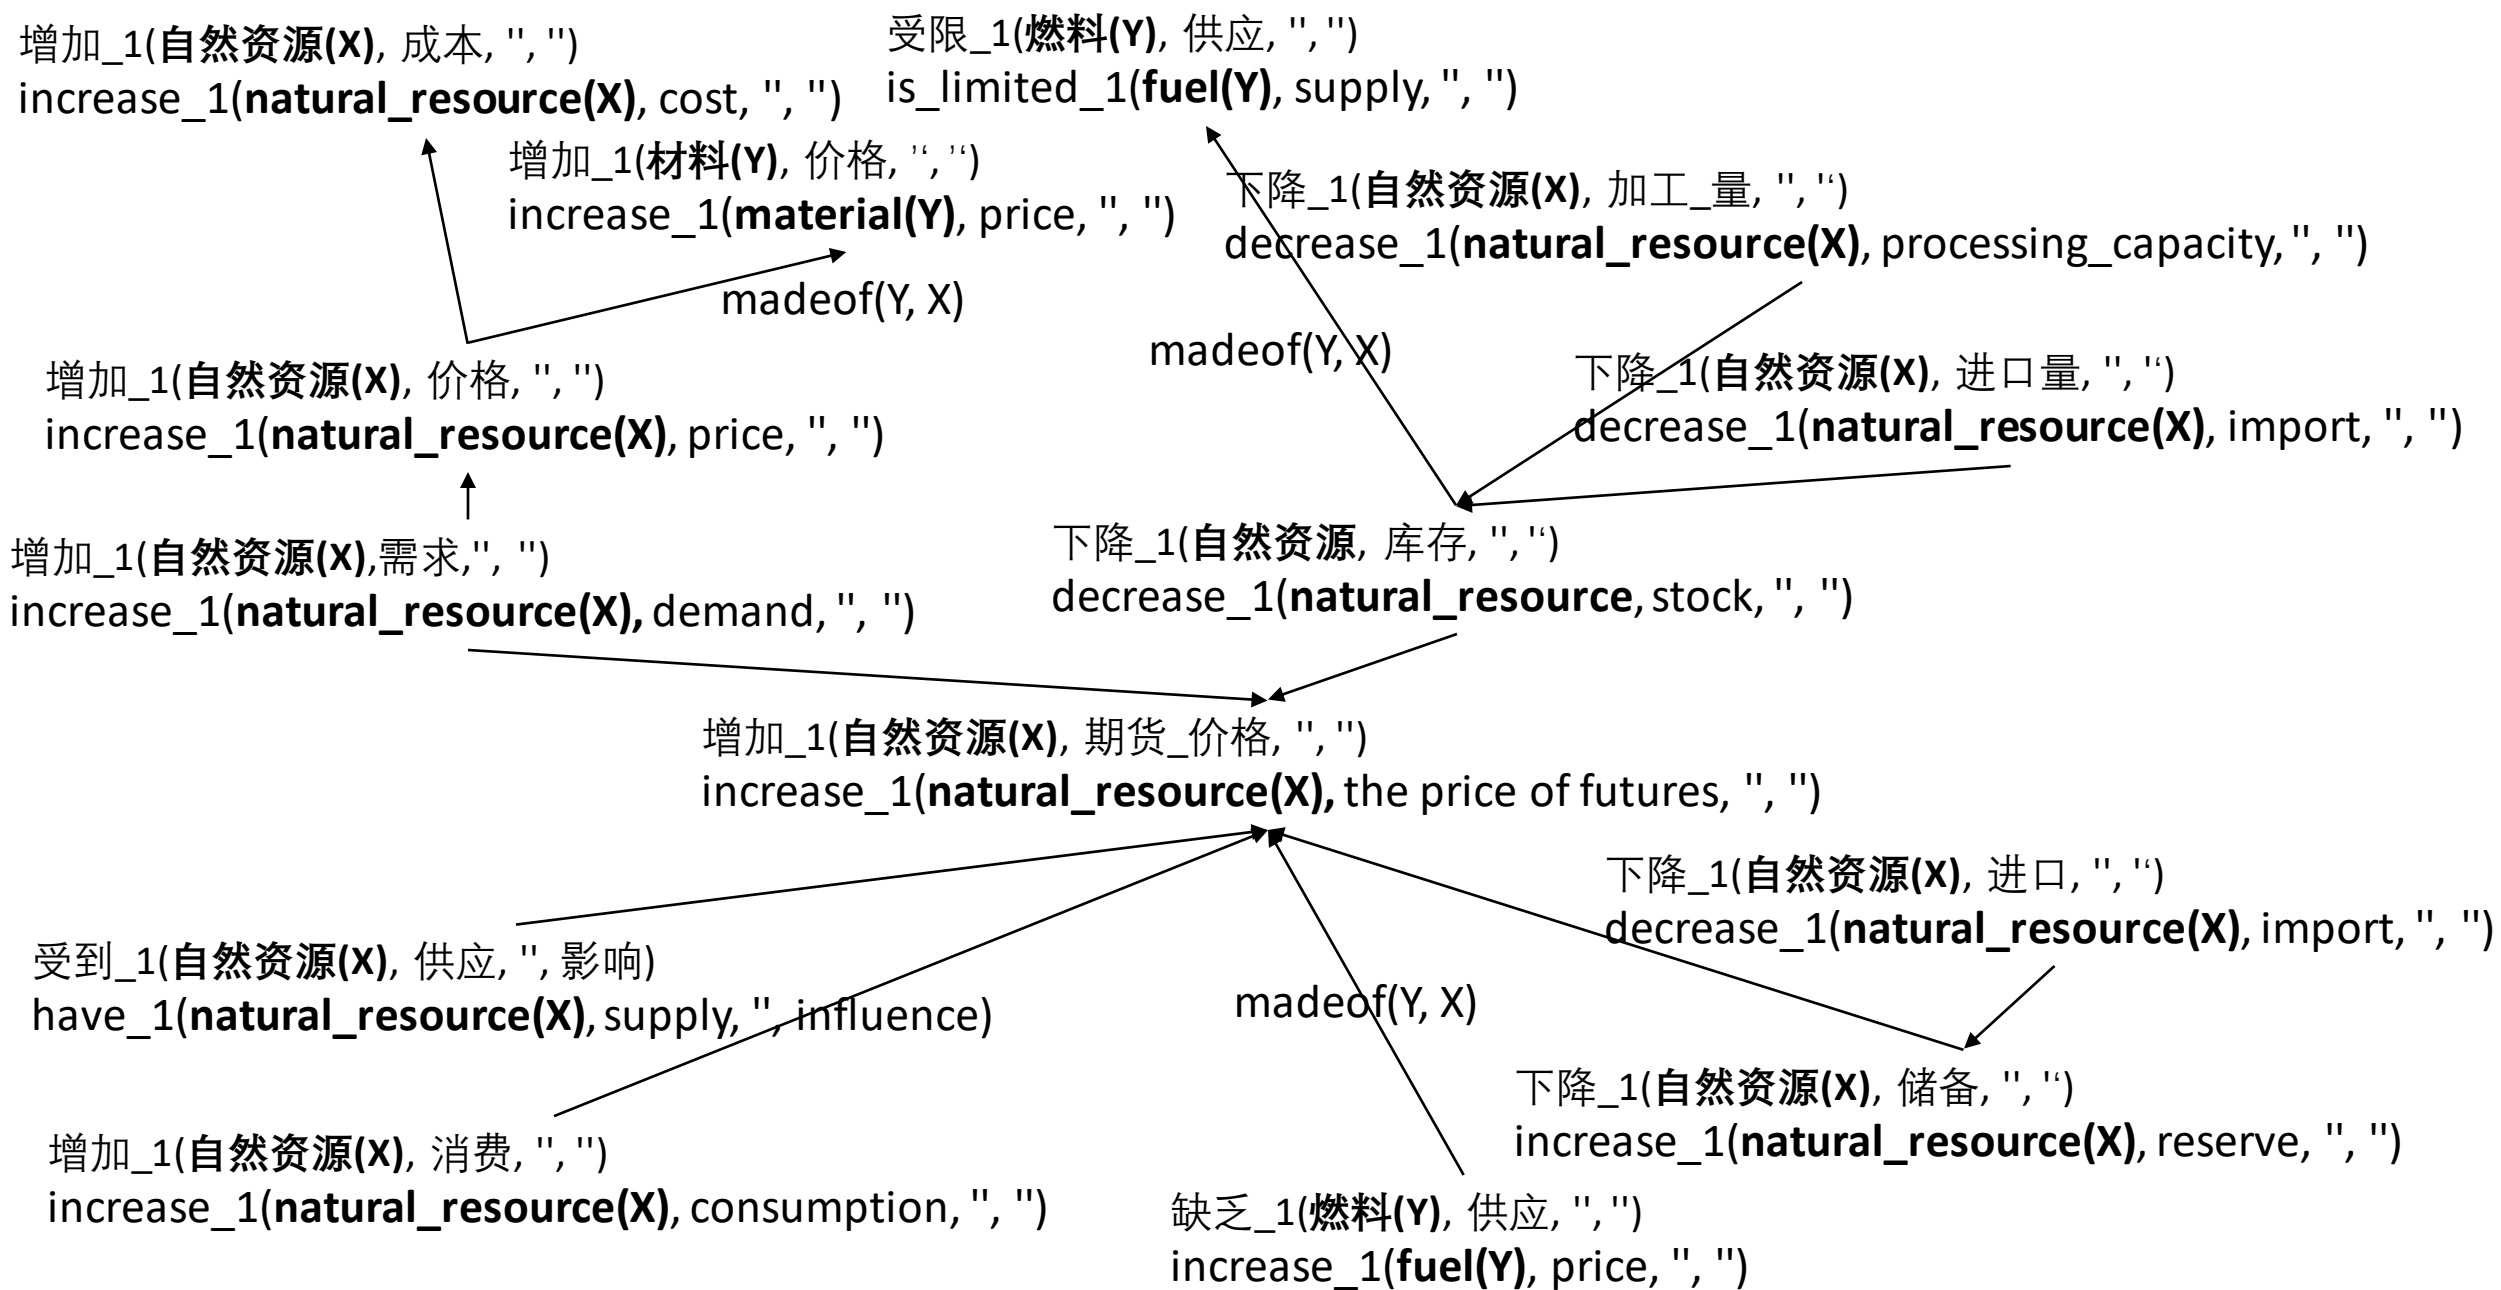 增加_1(自然资源(X), 成本, '', '')
increase_1(natural_resource(X), cost, '', '')
受限_1(燃料(Y), 供应, '', '')
is_limited_1(fuel(Y), supply, '', '')
增加_1(材料(Y), 价格, ’‘, ’‘)
increase_1(material(Y), price, '', '')
下降_1(自然资源(X), 加工_量, '', '‘)
decrease_1(natural_resource(X), processing_capacity, '', '')
madeof(Y, X)
madeof(Y, X)
增加_1(自然资源(X), 价格, '', '')
increase_1(natural_resource(X), price, '', '')
下降_1(自然资源(X), 进口量, '', '‘)
decrease_1(natural_resource(X), import, '', '')
增加_1(自然资源(X),需求,'', '')
increase_1(natural_resource(X), demand, '', '')
下降_1(自然资源, 库存, '', '‘)
decrease_1(natural_resource, stock, '', '')
增加_1(自然资源(X), 期货_价格, '', '')
increase_1(natural_resource(X), the price of futures, '', '')
下降_1(自然资源(X), 进口, '', '‘)
decrease_1(natural_resource(X), import, '', '')
受到_1(自然资源(X), 供应, '', 影响)
have_1(natural_resource(X), supply, '', influence)
madeof(Y, X)
下降_1(自然资源(X), 储备, '', '‘)
increase_1(natural_resource(X), reserve, '', '')
增加_1(自然资源(X), 消费, '', '')
increase_1(natural_resource(X), consumption, '', '')
缺乏_1(燃料(Y), 供应, '', '')
increase_1(fuel(Y), price, '', '')